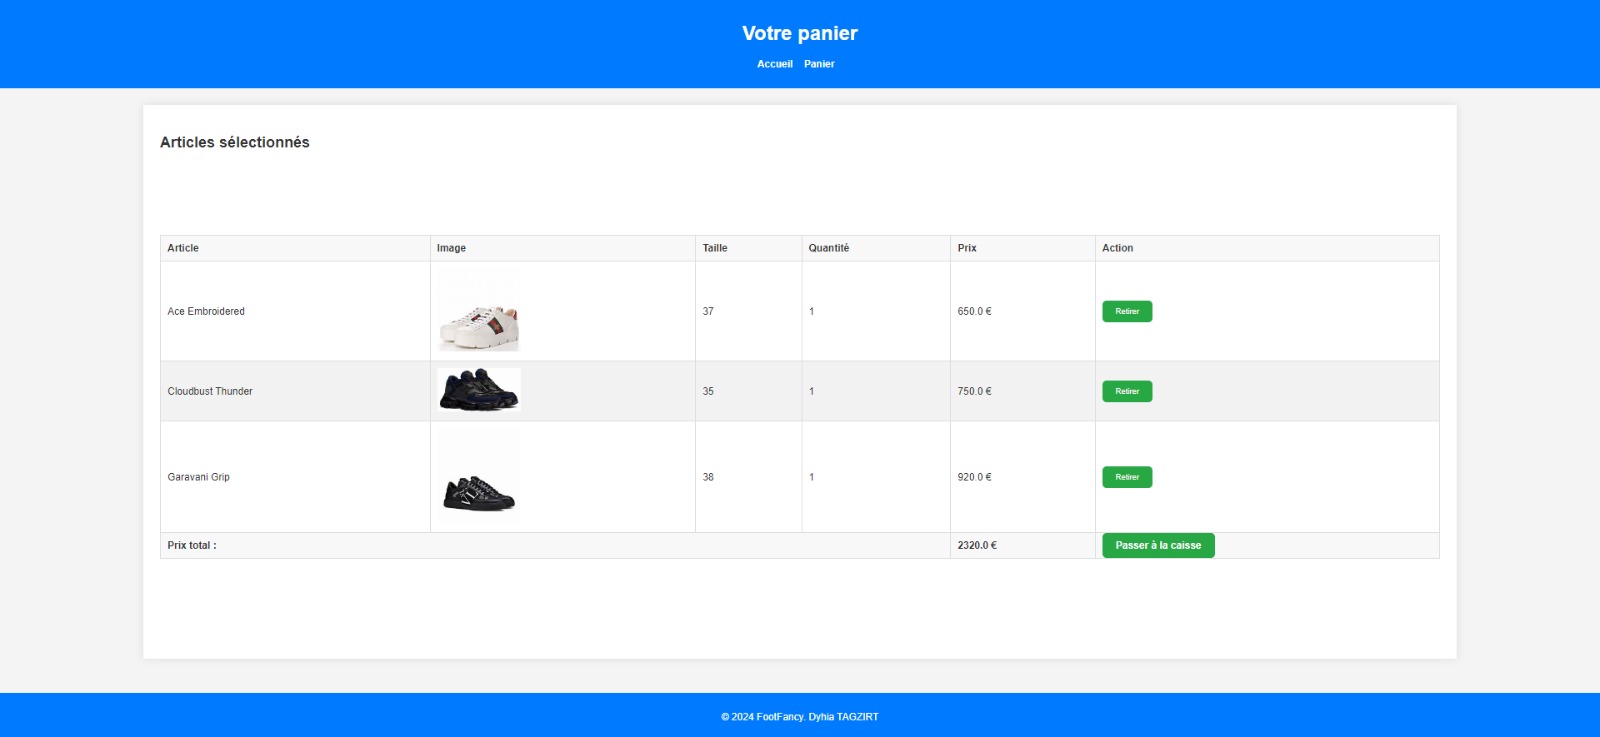 Votre panier
Accueil Panier
Articles sélectionnés
Article Image Taille Quantité Prix Action
Ace Embroidered 37 1 650.0 € Retirer
Cloudbust Thunder 35 1 750.0 € Retirer
Garavani Grip 38 1 920.0 € Retirer
Prix total : 2320.0 € Passer à la caisse
© 2024 FootFancy. Dyhia TAGZIRT